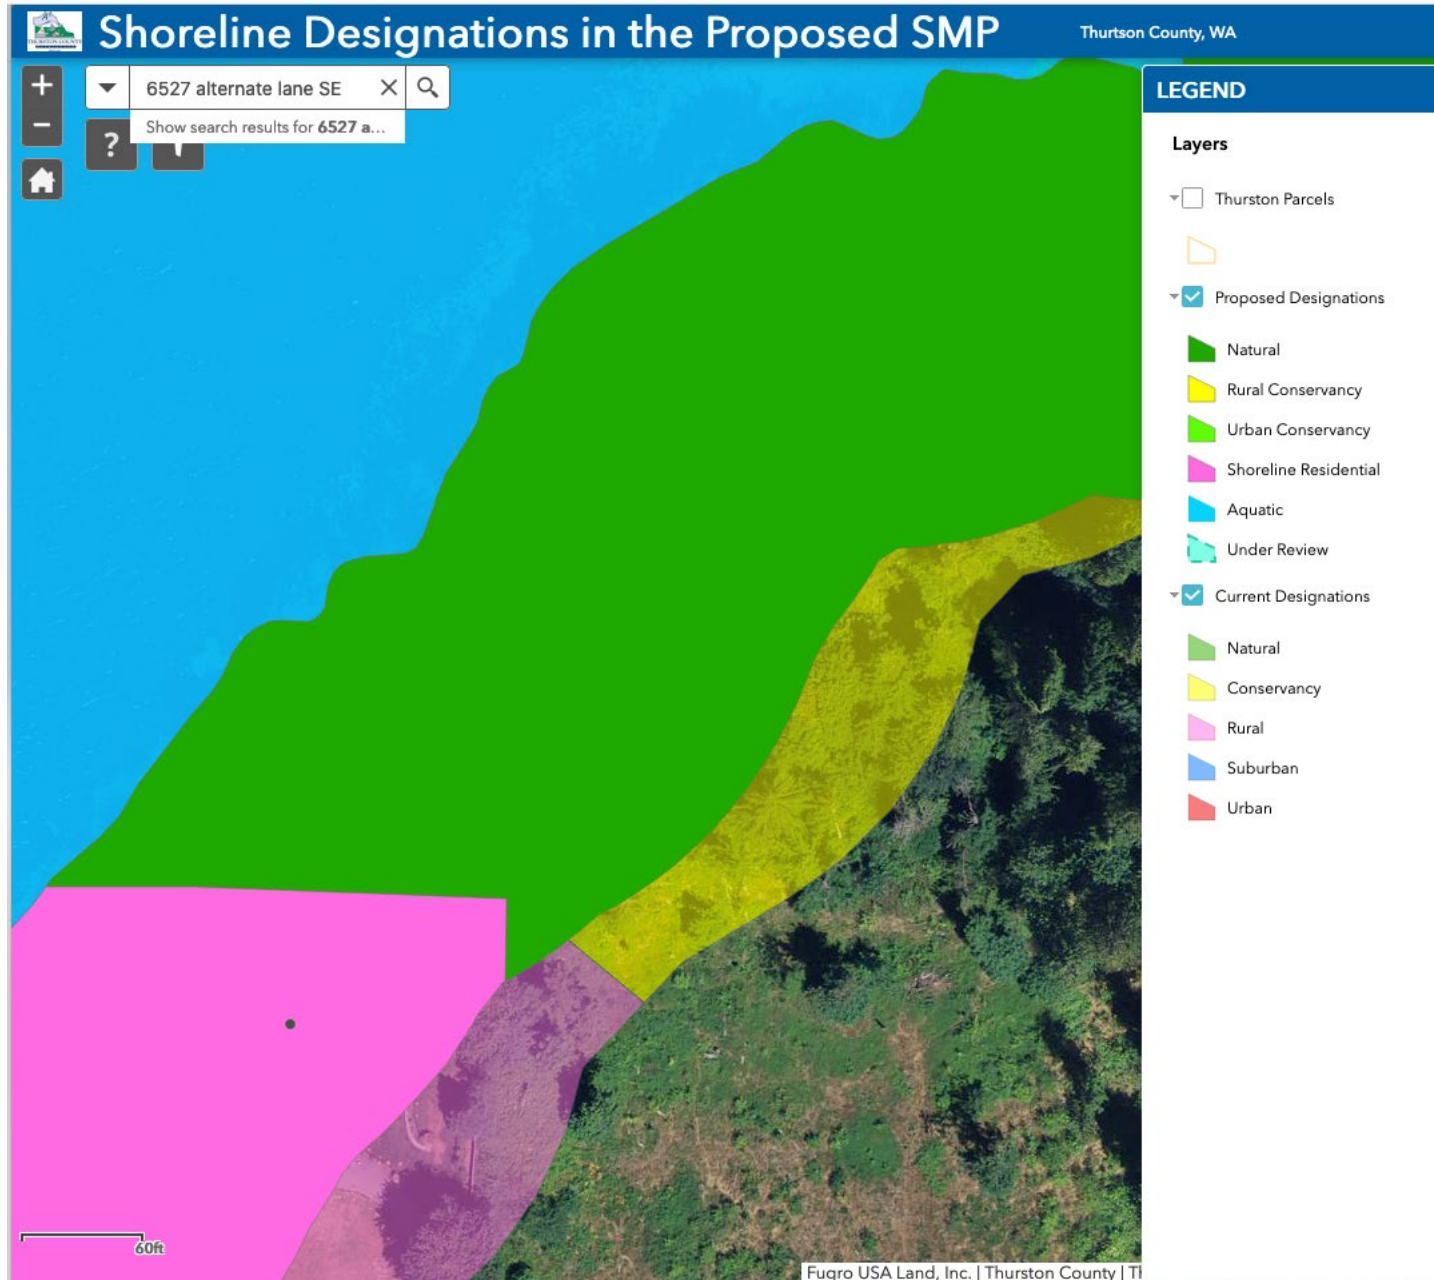 Shoreline Designations in the Proposed SMP
Thurtson County, WA
+
6527 alternate lane SE
−
Show search results for 6527 a...
?
LEGEND
Layers
Thurston Parcels
Proposed Designations
Natural
Rural Conservancy
Urban Conservancy
Shoreline Residential
Aquatic
Under Review
Current Designations
Natural
Conservancy
Rural
Suburban
Urban
60ft
Fugro USA Land, Inc. | Thurston County | Th